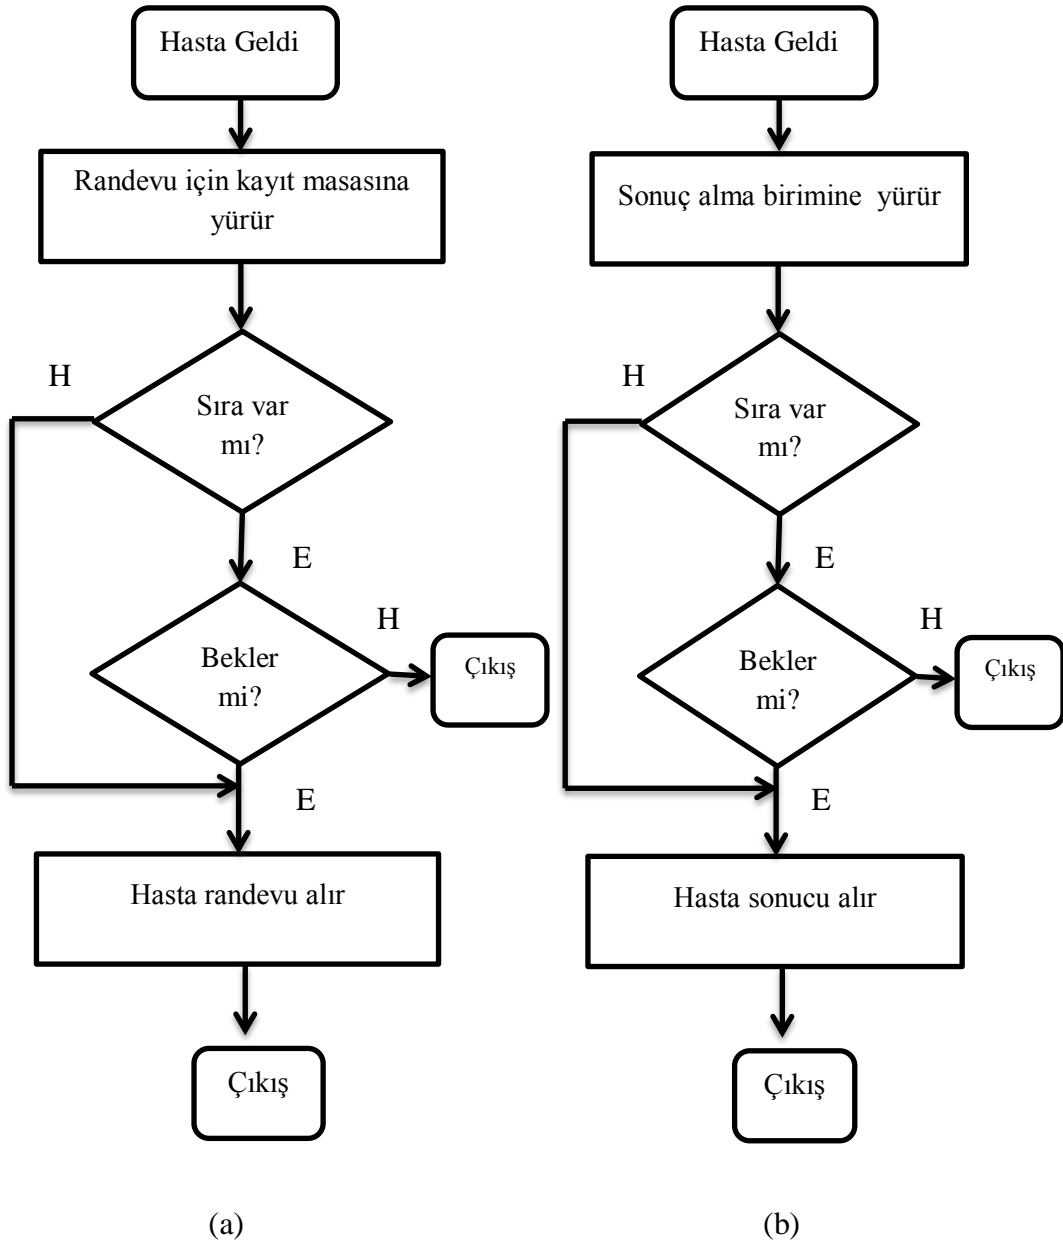 Hasta Geldi
Randevu için kayıt masasına
yürür
H
Sıra var
mı?
E
Bekler
mi?
H
Çıkış
E
Hasta randevu alır
Çıkış
(a)
Hasta Geldi
Sonuç alma birimine yürür
H
Sıra var
mı?
E
Bekler
mi?
H
Çıkış
E
Hasta sonucu alır
Çıkış
(b)